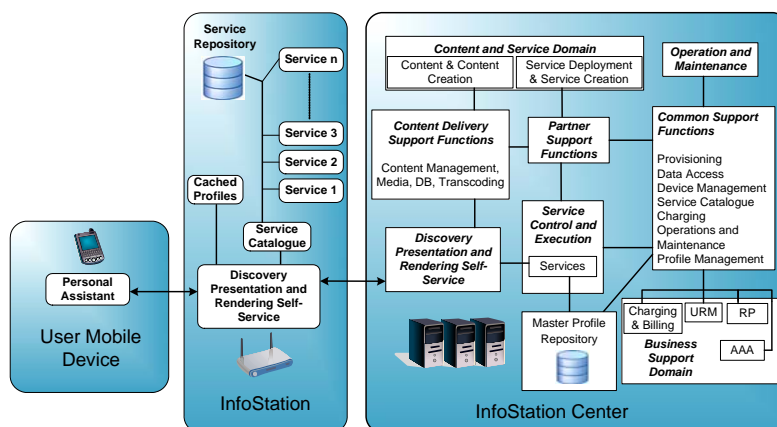 Service
Repository
Service n
Service 3
Service 2
Service 1
Cached
Profiles
Service
Catalogue
Personal
Assistant
Discovery
Presentation and
Rendering Self-
Service
User Mobile
Device
InfoStation
Content and Service Domain
Content & Content
Creation
Service Deployment
& Service Creation
Operation and
Maintenance
Content Delivery
Support Functions
Content Management,
Media, DB, Transcoding
Partner
Support
Functions
Common Support
Functions
Provisioning
Data Access
Device Management
Service Catalogue
Charging
Operations and
Maintenance
Profile Management
Discovery
Presentation and
Rendering Self-
Service
Service
Control and
Execution
Services
Master Profile
Repository
Charging
& Billing
URM
RP
AAA
Business
Support
Domain
InfoStation Center